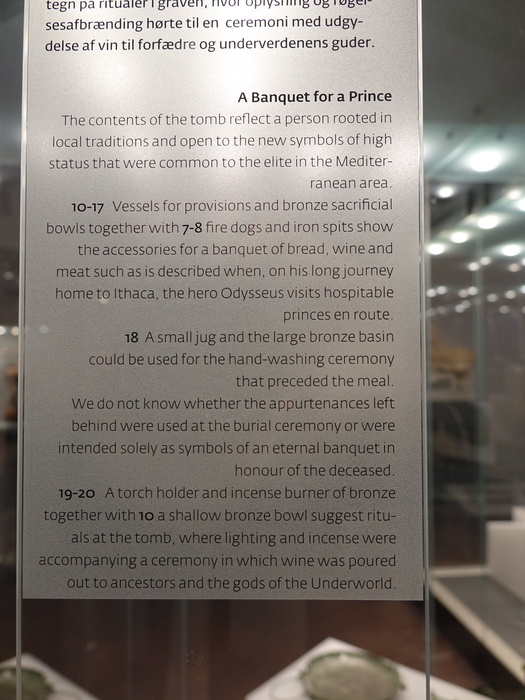 tegn på ritualer i graven, hvor oplysning og røgel-
sesafbrænding hørte til en ceremoni med udgy-
delse af vin til forfædre og underverdenens guder.
A Banquet for a Prince
The contents of the tomb reflect a person rooted in
local traditions and open to the new symbols of high
status that were common to the elite in the Mediter-
ranean area.
10-17 Vessels for provisions and bronze sacrificial
bowls together with 7-8 fire dogs and iron spits show
the accessories for a banquet of bread, wine and
meat such as is described when, on his long journey
home to Ithaca, the hero Odysseus visits hospitable
princes en route.
18 A small jug and the large bronze basin
could be used for the hand-washing ceremony
that preceded the meal.
We do not know whether the appurtenances left
behind were used at the burial ceremony or were
intended solely as symbols of an eternal banquet in
honour of the deceased.
19-20 A torch holder and incense burner of bronze
together with 10 a shallow bronze bowl suggest ritu-
als at the tomb, where lighting and incense were
accompanying a ceremony in which wine was poured
out to ancestors and the gods of the Underworld.